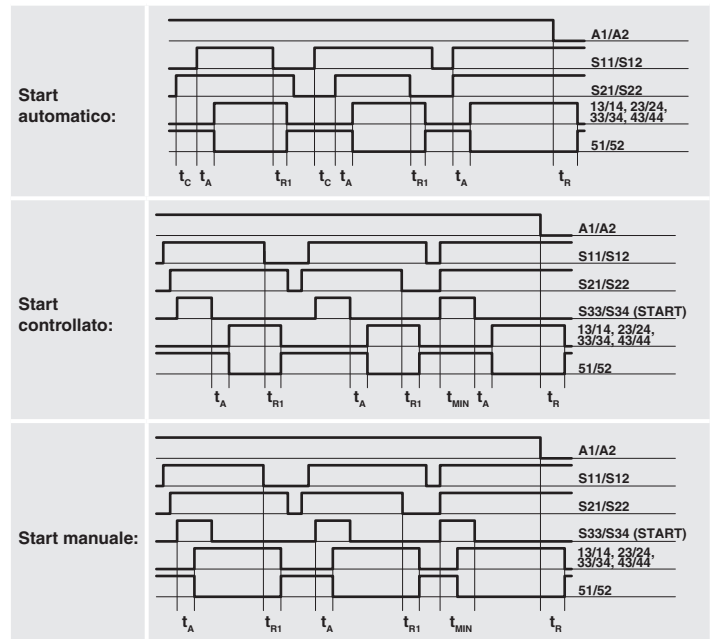 Start
automatico:
A1/A2
S11/S12
S21/S22
13/14, 23/24,
33/34, 43/44
51/52
tC tA tR1 tC tA tR1 tA tR
Start
controllato:
A1/A2
S11/S12
S21/S22
S33/S34 (START)
13/14, 23/24,
33/34, 43/44
51/52
tA tR1 tA tR1 tMIN tA tR
Start manuale:
A1/A2
S11/S12
S21/S22
S33/S34 (START)
13/14, 23/24,
33/34, 43/44
51/52
tA tR1 tA tR1 tMIN tR